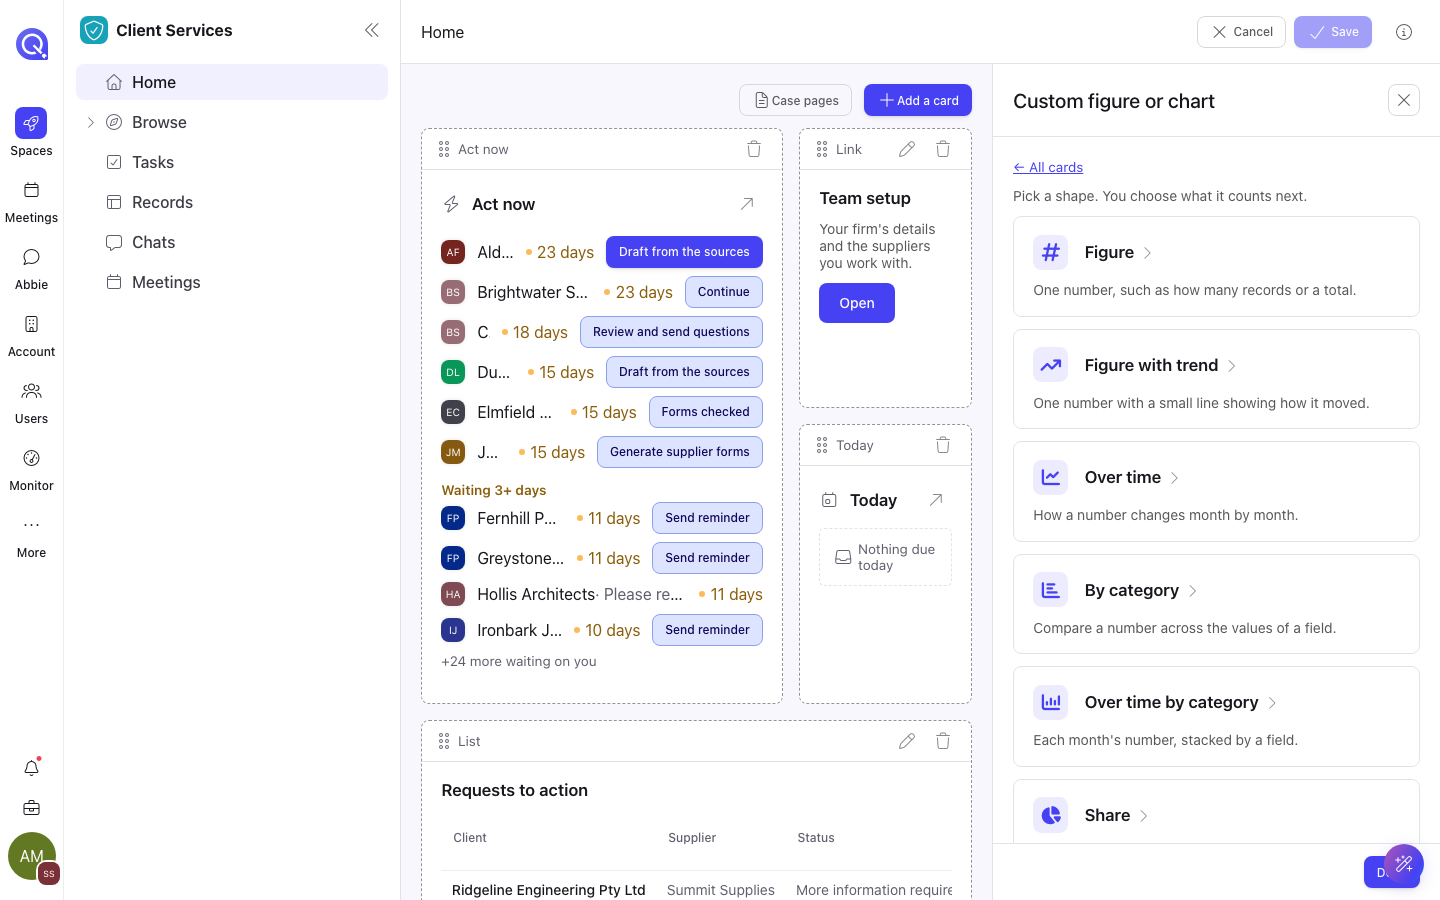 Client Services
Home
Cancel
Save
Home
Browse
Tasks
Records
Chats
Meetings
Spaces
Meetings
Abbie
Account
Users
Monitor
More
AM
SS
Case pages
Add a card
Act now
Act now
AF Ald... 23 days Draft from the sources
BS Brightwater S... 23 days Continue
BS C 18 days Review and send questions
DL Du... 15 days Draft from the sources
EC Elmfield ... 15 days Forms checked
JM J... 15 days Generate supplier forms
Waiting 3+ days
FP Fernhill P... 11 days Send reminder
FP Greystone... 11 days Send reminder
HA Hollis Architects· Please re... 11 days
IJ Ironbark J... 10 days Send reminder
+24 more waiting on you
Link
Team setup
Your firm's details
and the suppliers
you work with.
Open
Today
Today
Nothing due
today
List
Requests to action
Client Supplier Status
Ridgeline Engineering Pty Ltd Summit Supplies More information require
Custom figure or chart
← All cards
Pick a shape. You choose what it counts next.
Figure
One number, such as how many records or a total.
Figure with trend
One number with a small line showing how it moved.
Over time
How a number changes month by month.
By category
Compare a number across the values of a field.
Over time by category
Each month's number, stacked by a field.
Share